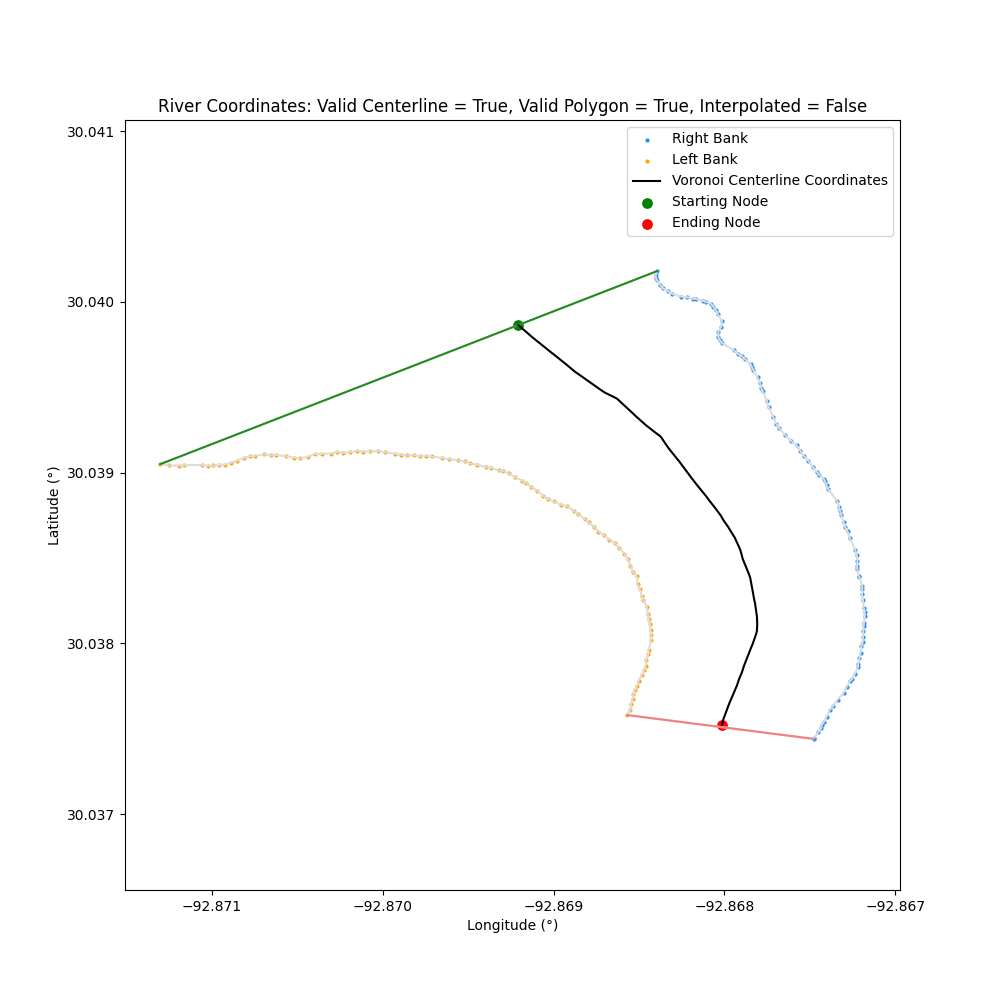 River Coordinates: Valid Centerline = True, Valid Polygon = True, Interpolated = False
Right Bank
Left Bank
Voronoi Centerline Coordinates
Starting Node
Ending Node
30.041
30.040
30.039
30.038
30.037
Latitude (°)
−92.871 −92.870 −92.869 −92.868 −92.867
Longitude (°)